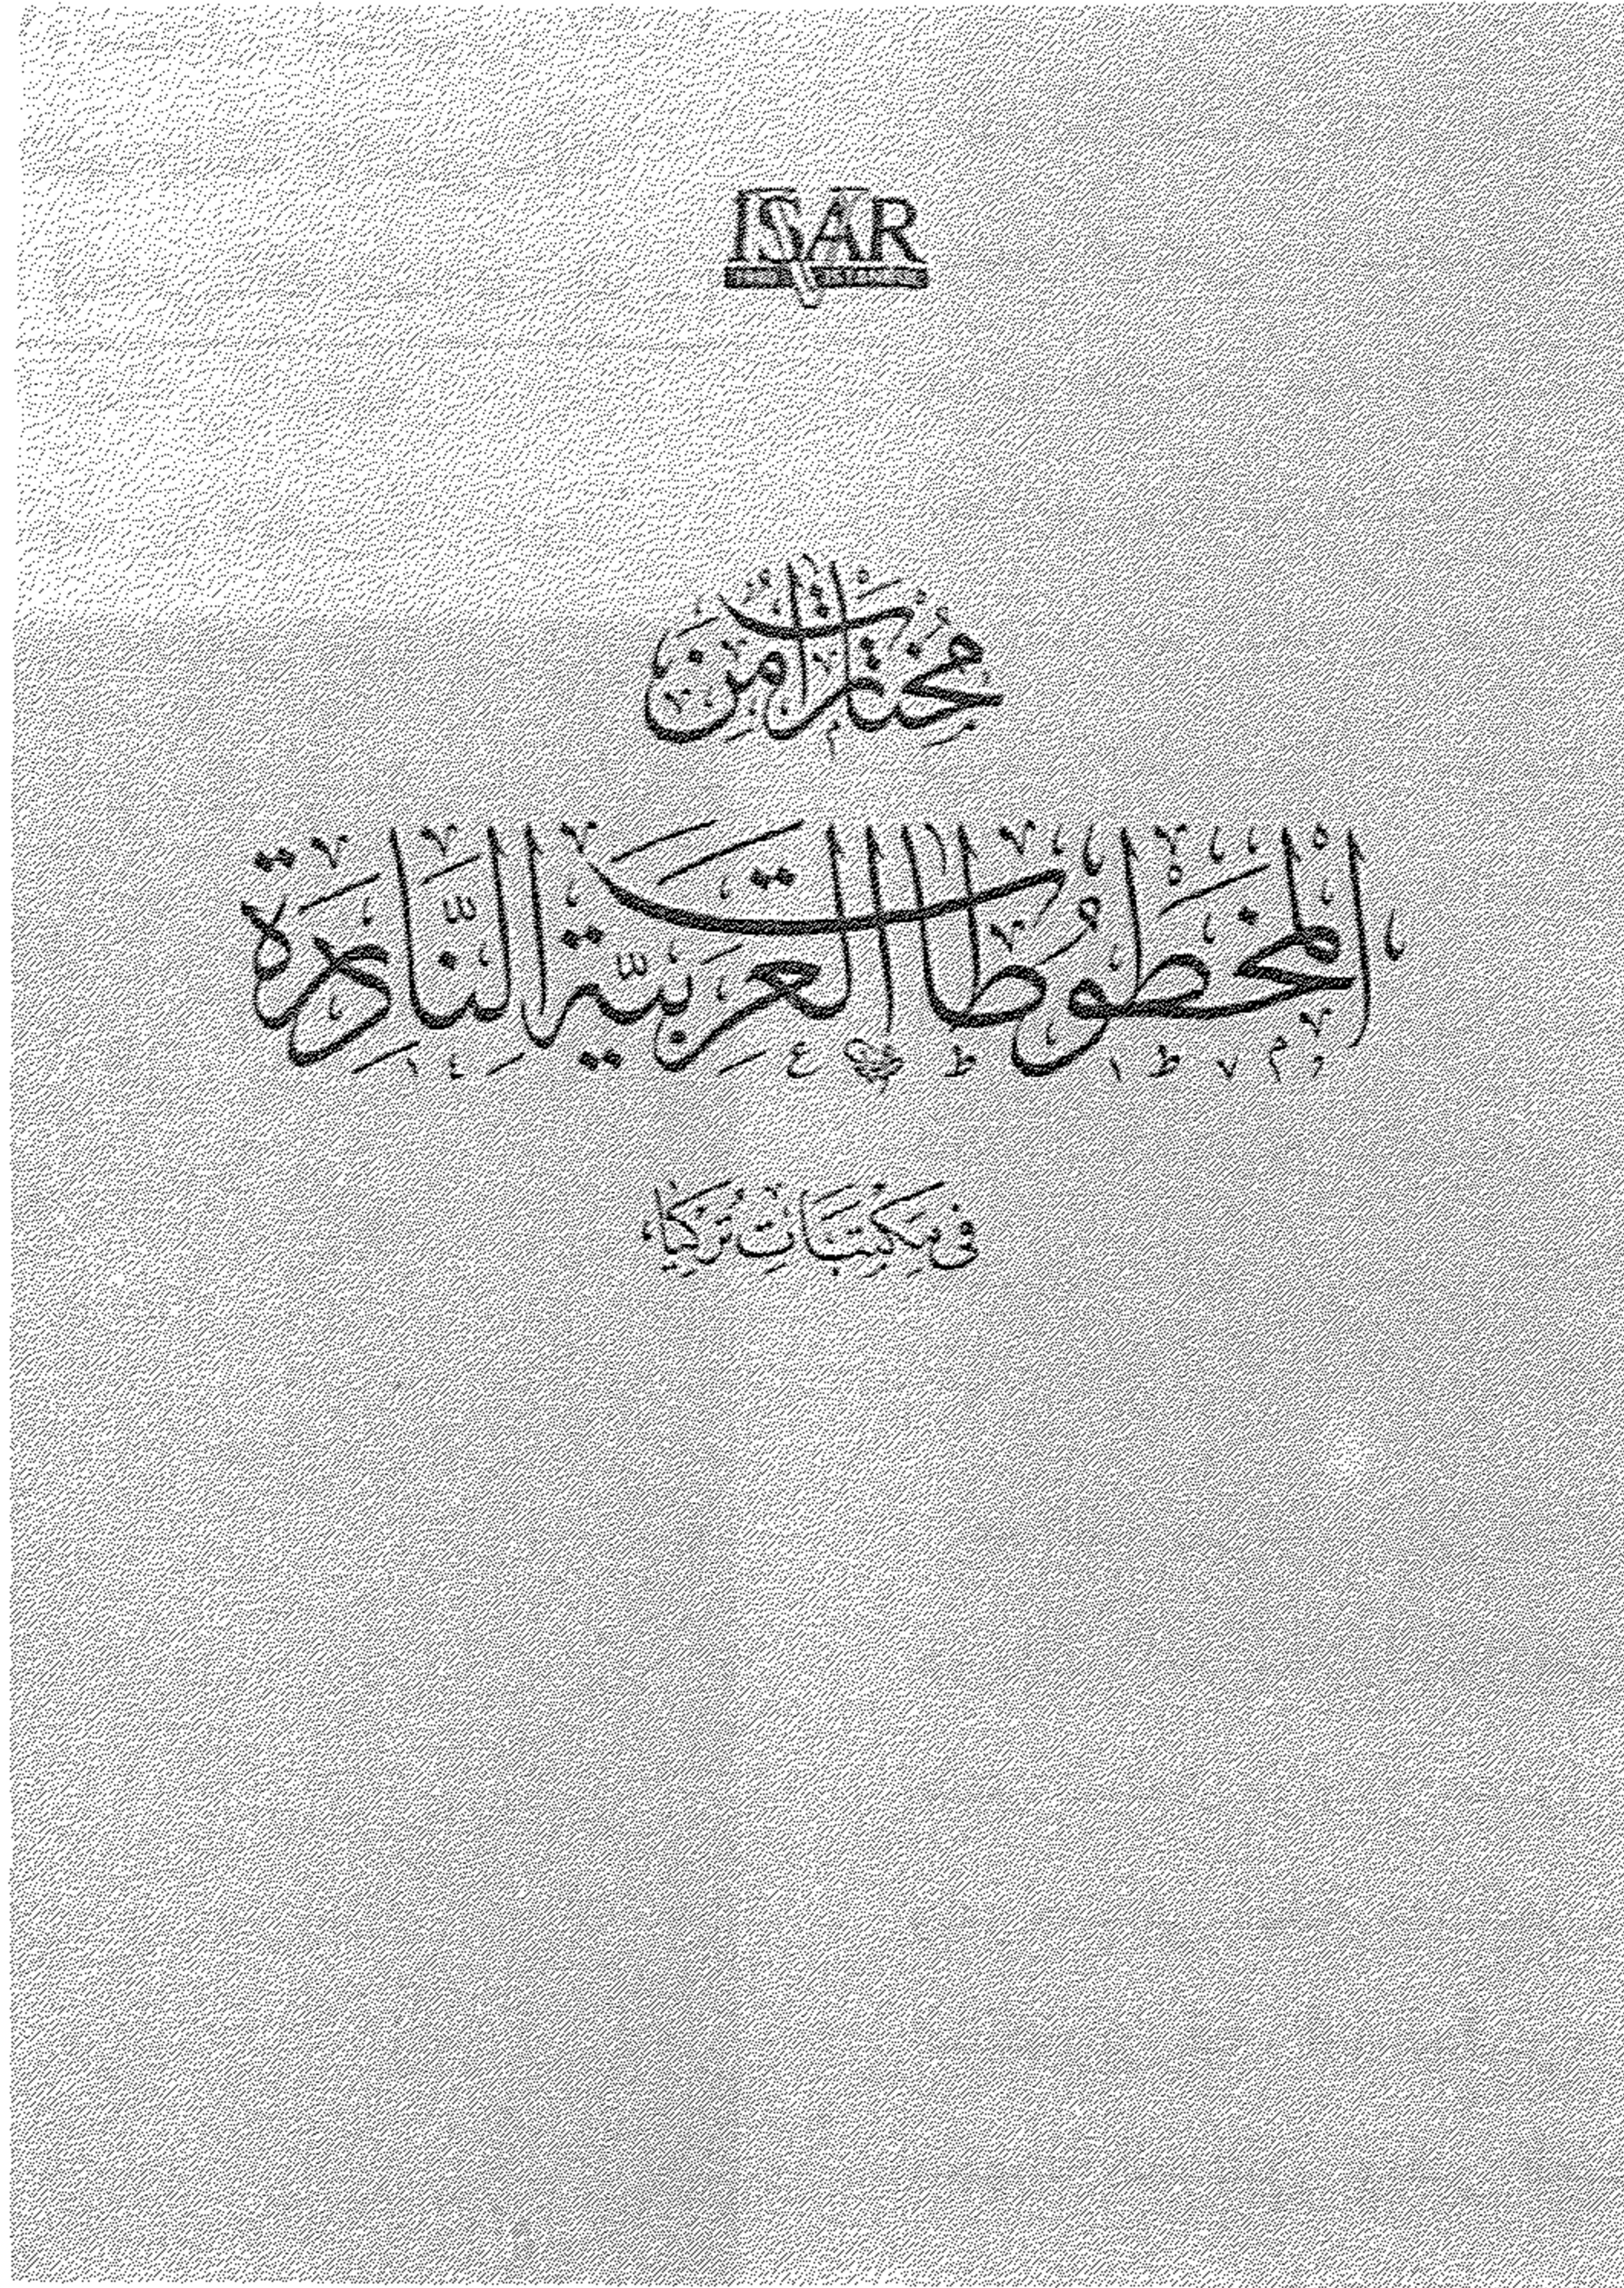 ISAR
مختارات من
المخطوطات العربية النادرة
في مكتبات تركيا